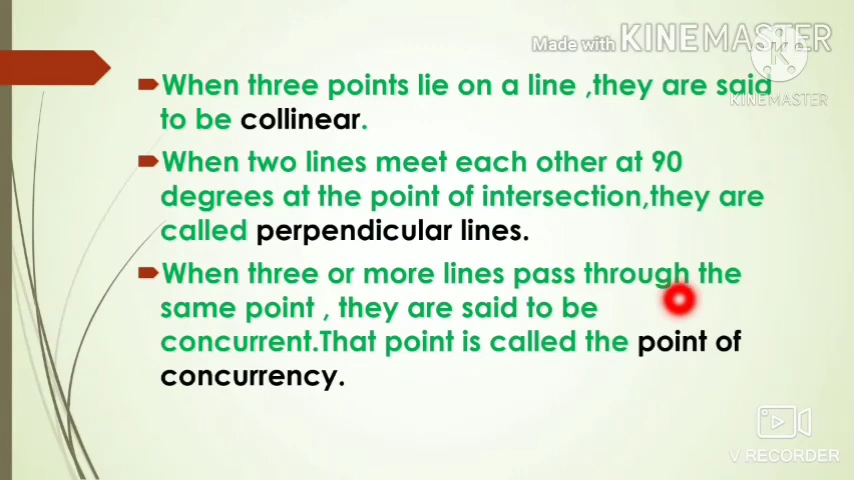 Made with KINEMASTER
K
KINEMASTER
When three points lie on a line ,they are said
to be collinear.
When two lines meet each other at 90
degrees at the point of intersection,they are
called perpendicular lines.
When three or more lines pass through the
same point , they are said to be
concurrent.That point is called the point of
concurrency.
V RECORDER